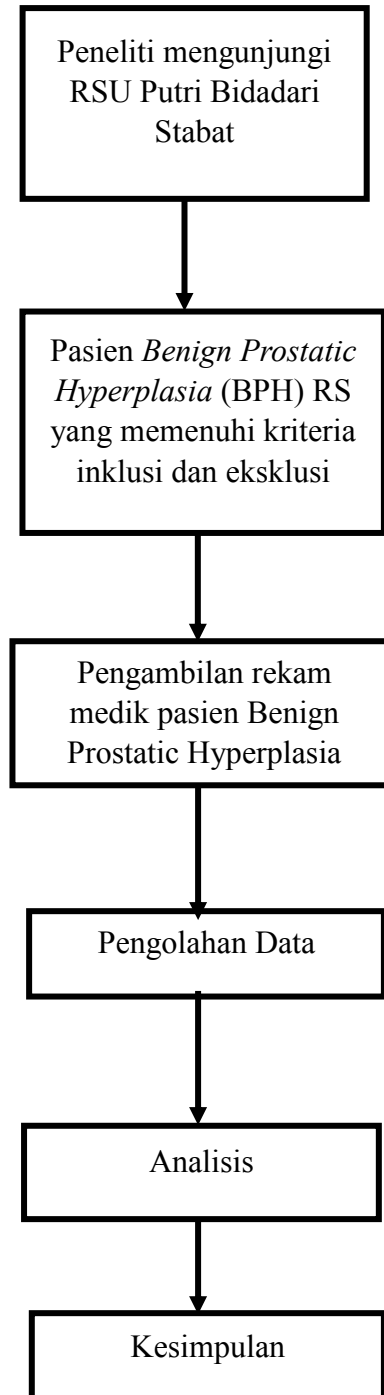 Peneliti mengunjungi
RSU Putri Bidadari
Stabat
Pasien Benign Prostatic
Hyperplasia (BPH) RS
yang memenuhi kriteria
inklusi dan eksklusi
Pengambilan rekam
medik pasien Benign
Prostatic Hyperplasia
Pengolahan Data
Analisis
Kesimpulan